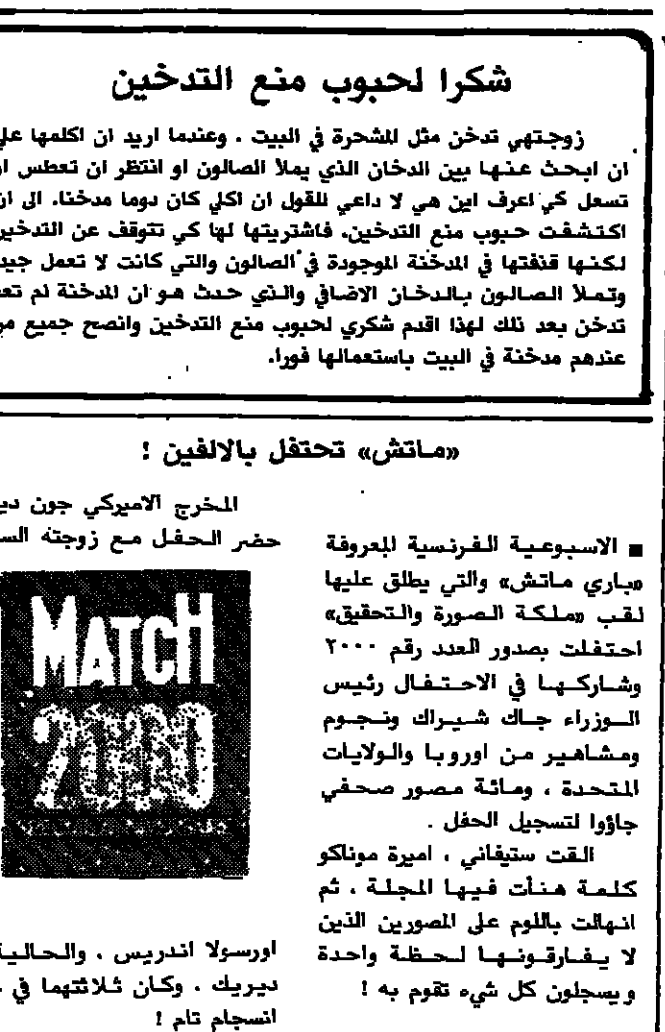 شكرا لحبوب منع التدخين
زوجتهي تدخن مثل المشحرة في البيت . وعندما اريد ان اكلمها علي
ان ابحث عنها بين الدخان الذي يملأ الصالون او انتظر ان تعطس او
تسعل كي اعرف اين هي لا داعي للقول ان اكلي كان دوما مدخنا. الى ان
اكتشفت حبوب منع التدخين. فاشتريتها لها كي تتوقف عن التدخين
لكنها قذفتها في المدخنة الموجودة في الصالون والتي كانت لا تعمل جيد
وتملأ الصالون بالدخان الاضافي والذي حدث هو ان المدخنة لم تعد
تدخن بعد ذلك لهذا اقدم شكري لحبوب منع التدخين وانصح جميع من
عندهم مدخنة في البيت باستعمالها فورا.
«ماتش» تحتفل بالالفين !
■ الاسبوعية الفرنسية المعروفة
«باري ماتش» والتي يطلق عليها
لقب «ملكة الصورة والتحقيق»
احتفلت بصدور العدد رقم ٢٠٠٠
وشاركها في الاحتفال رئيس
الوزراء جاك شيراك ونجوم
ومشاهير من اوروبا والولايات
المتحدة ، ومائة مصور صحفي
جاؤوا لتسجيل الحفل .
القت ستيفاني ، اميرة موناكو
كلمة هنأت فيها المجلة ، ثم
انهالت باللوم على المصورين الذين
لا يفارقونها لحظة واحدة
ويسجلون كل شيء تقوم به !
المخرج الاميركي جون دي
حضر الحفل مع زوجته الس
MATCH
2000
اورسولا اندريس ، والحالية
ديريك . وكان ثلاثتهما في
انسجام تام !